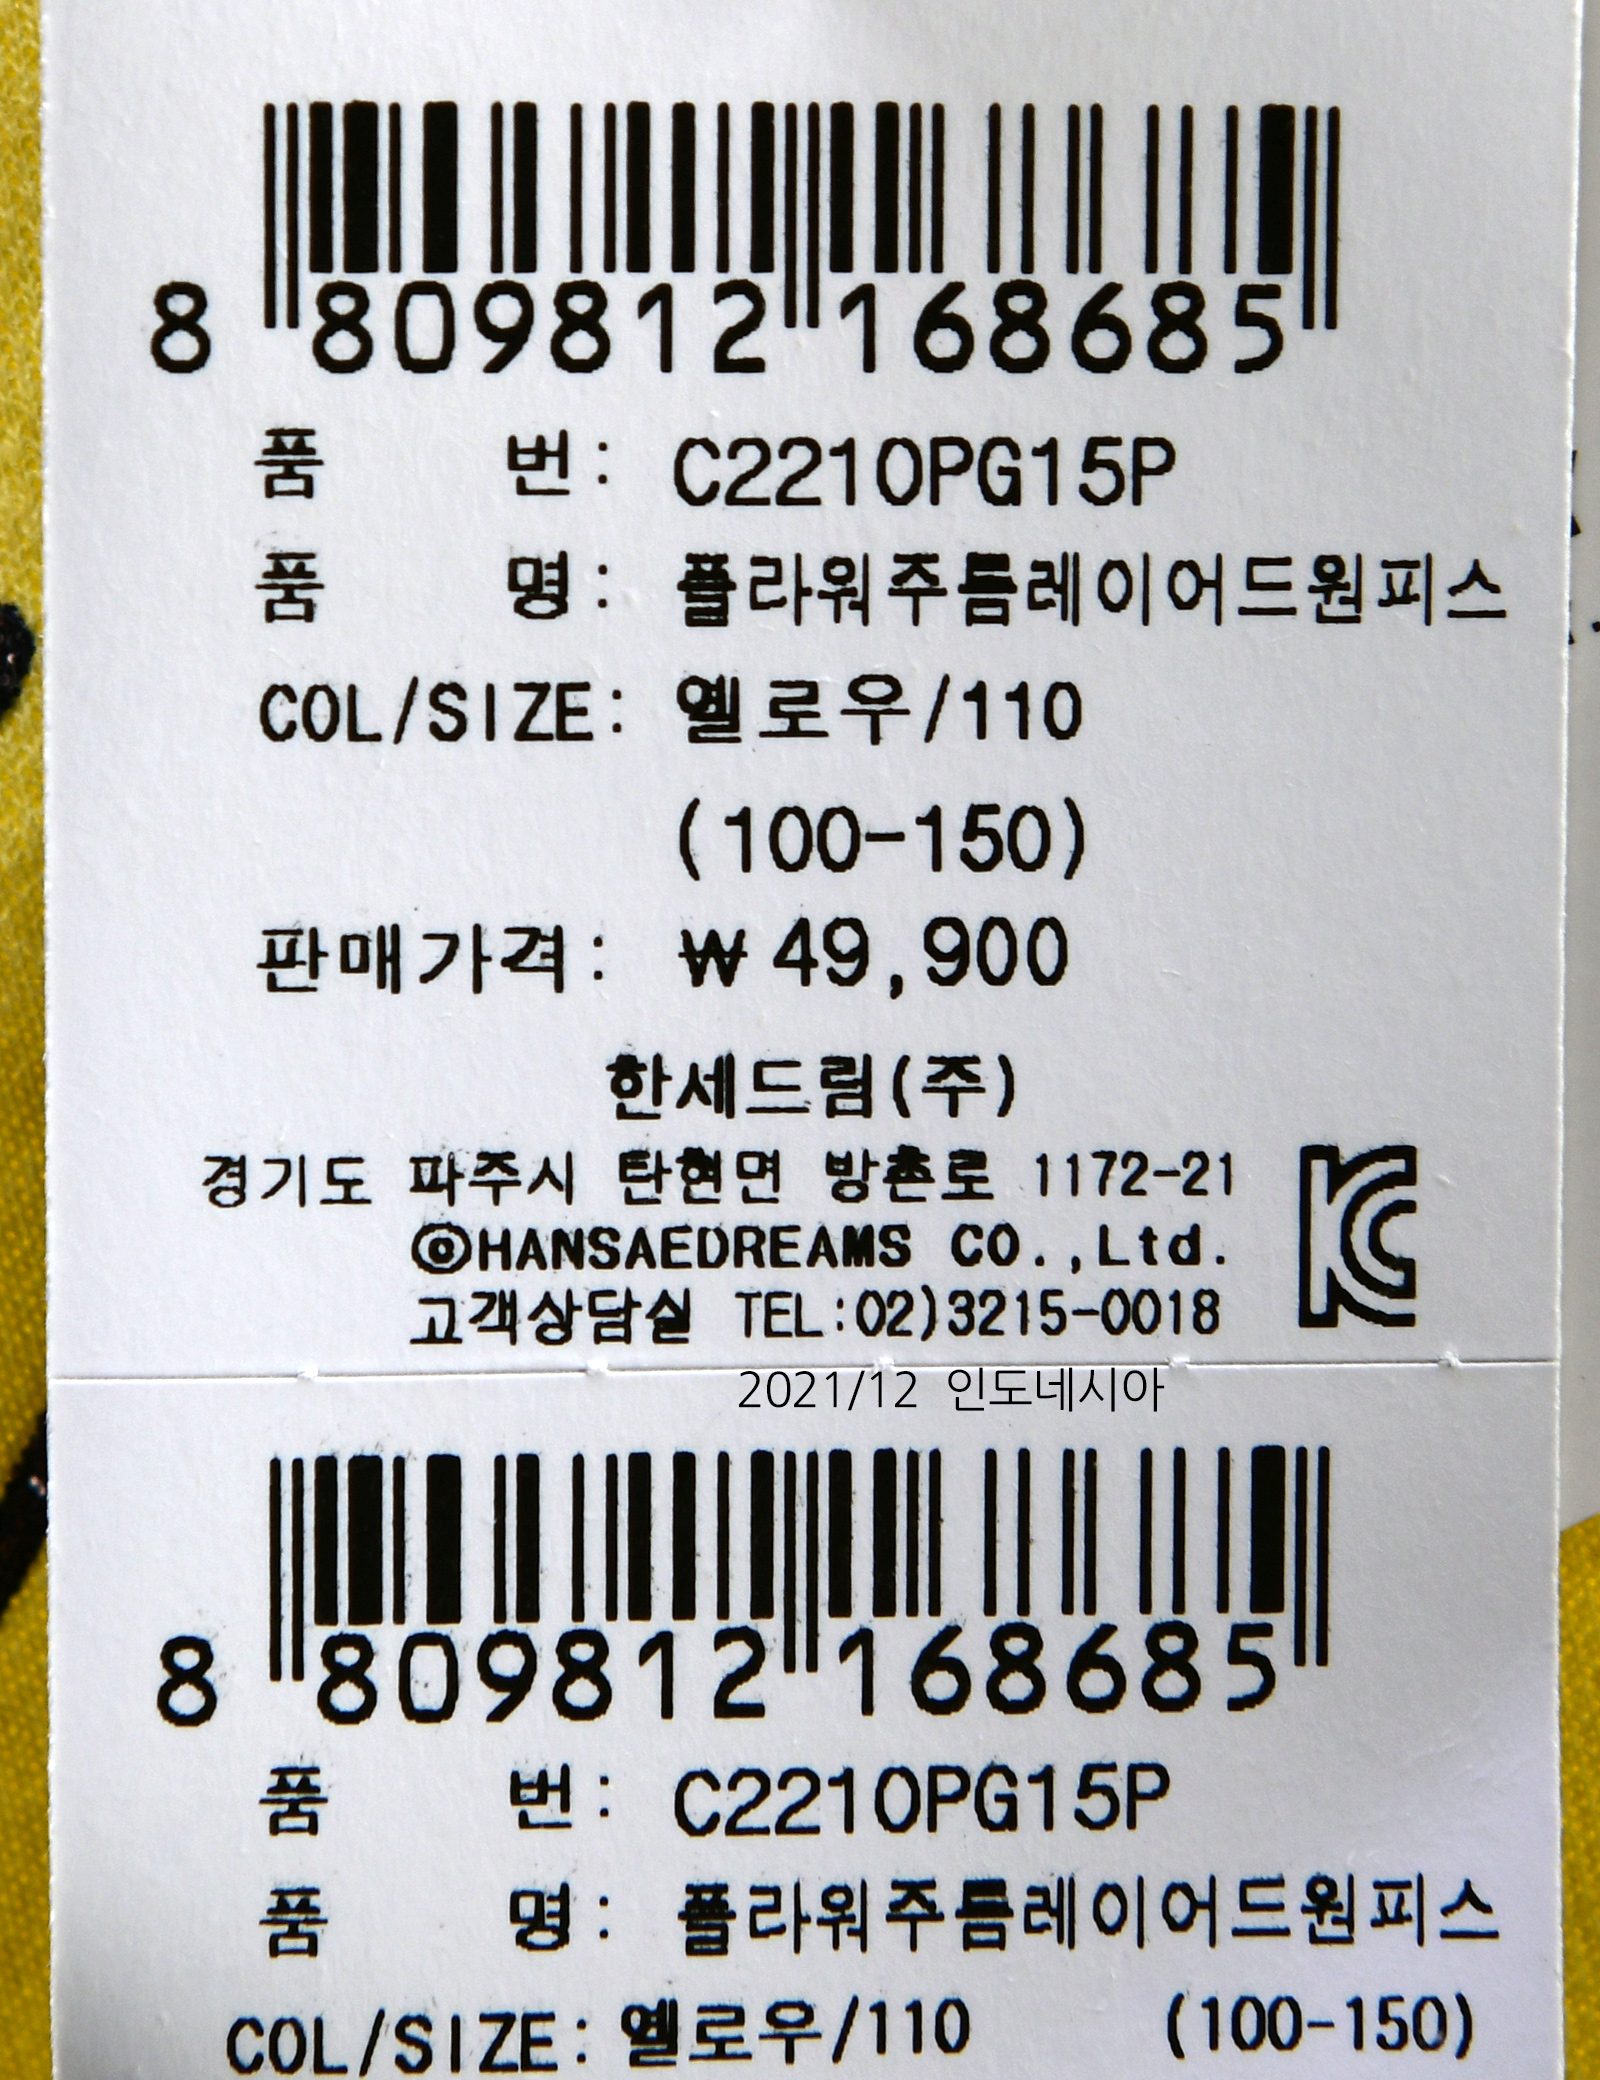 8 809812 168685
품 번: C2210PG15P
품 명: 플라워주름레이어드원피스
COL/SIZE: 옐로우/110
(100-150)
판매가격: ₩49,900
한세드림(주)
경기도 파주시 탄현면 방촌로 1172-21
©HANSAEDREAMS CO.,Ltd.
고객상담실 TEL:02)3215-0018
2021/12 인도네시아
8 809812 168685
품 번: C2210PG15P
품 명: 플라워주름레이어드원피스
COL/SIZE: 옐로우/110 (100-150)